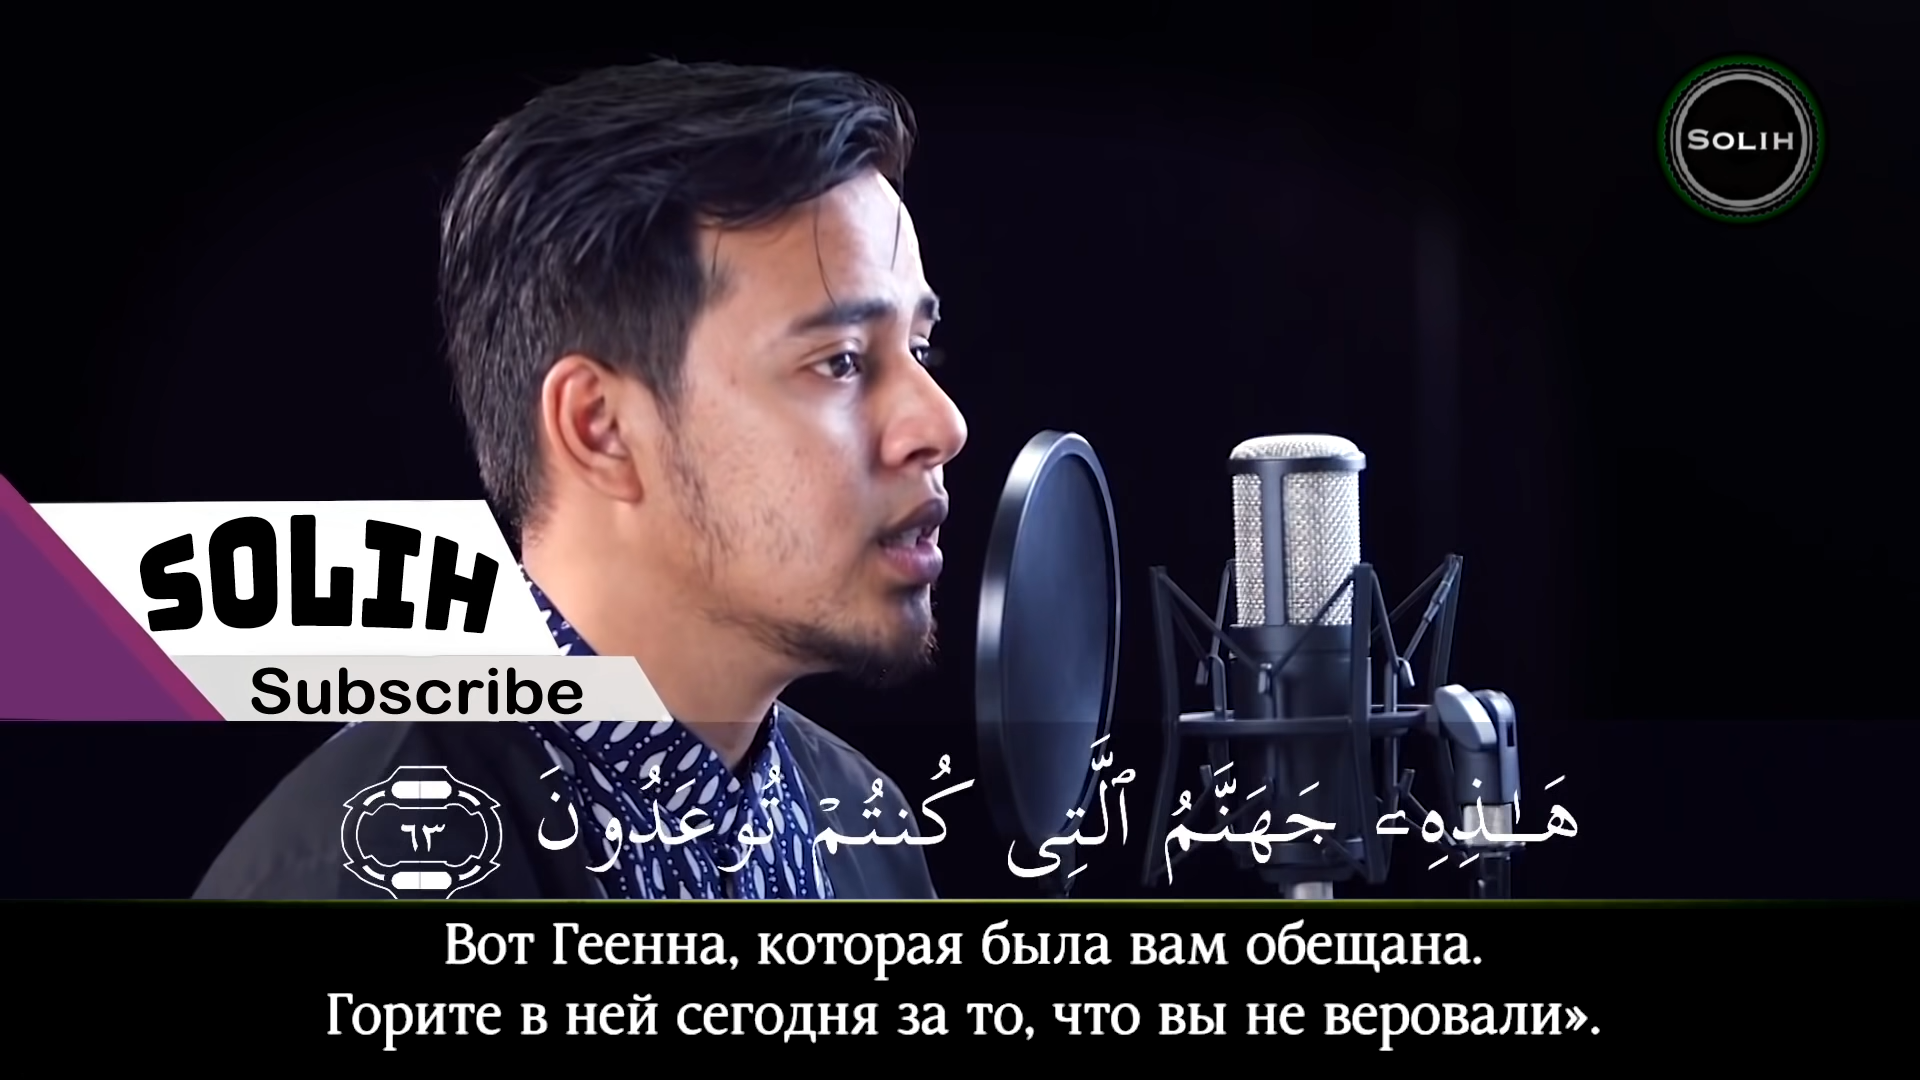 SOLIH
SOLIH
Subscribe
هَـٰذِهِۦ جَهَنَّمُ ٱلَّتِى كُنتُمْ تُوعَدُونَ ٦٣
Вот Геенна, которая была вам обещана.
Горите в ней сегодня за то, что вы не веровали».